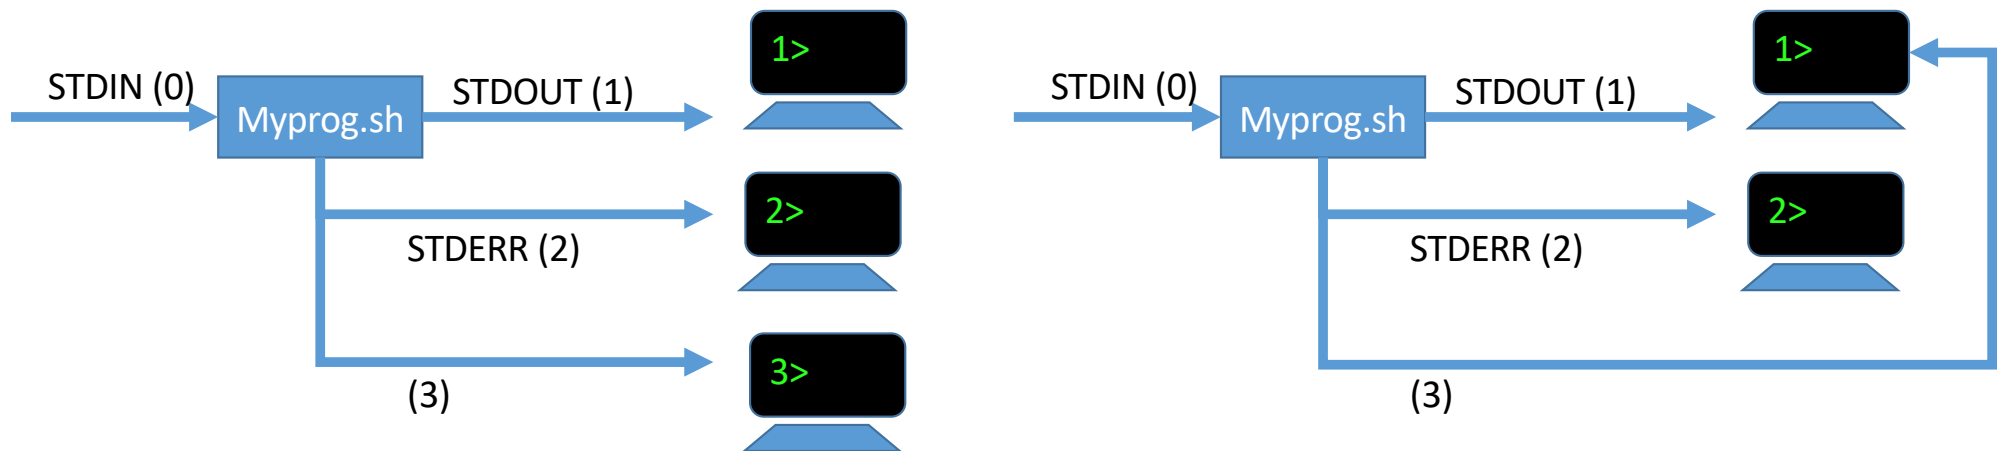 1>
STDIN (0)
STDOUT (1)
Myprog.sh
2>
STDERR (2)
3>
(3)
1>
STDIN (0)
STDOUT (1)
Myprog.sh
2>
STDERR (2)
(3)